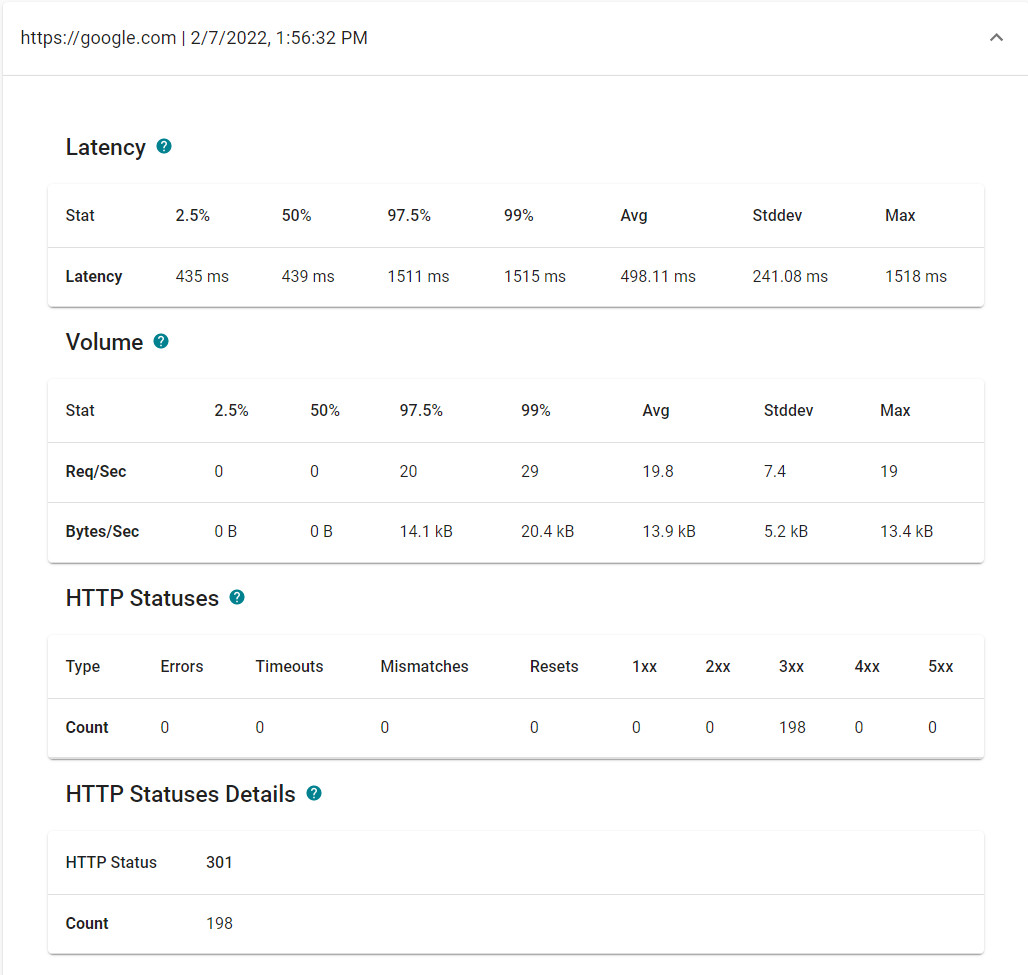 https://google.com | 2/7/2022, 1:56:32 PM
Latency ?
Stat 2.5% 50% 97.5% 99% Avg Stddev Max
Latency 435 ms 439 ms 1511 ms 1515 ms 498.11 ms 241.08 ms 1518 ms
Volume ?
Stat 2.5% 50% 97.5% 99% Avg Stddev Max
Req/Sec 0 0 20 29 19.8 7.4 19
Bytes/Sec 0 B 0 B 14.1 kB 20.4 kB 13.9 kB 5.2 kB 13.4 kB
HTTP Statuses ?
Type Errors Timeouts Mismatches Resets 1xx 2xx 3xx 4xx 5xx
Count 0 0 0 0 0 0 198 0 0
HTTP Statuses Details ?
HTTP Status 301
Count 198